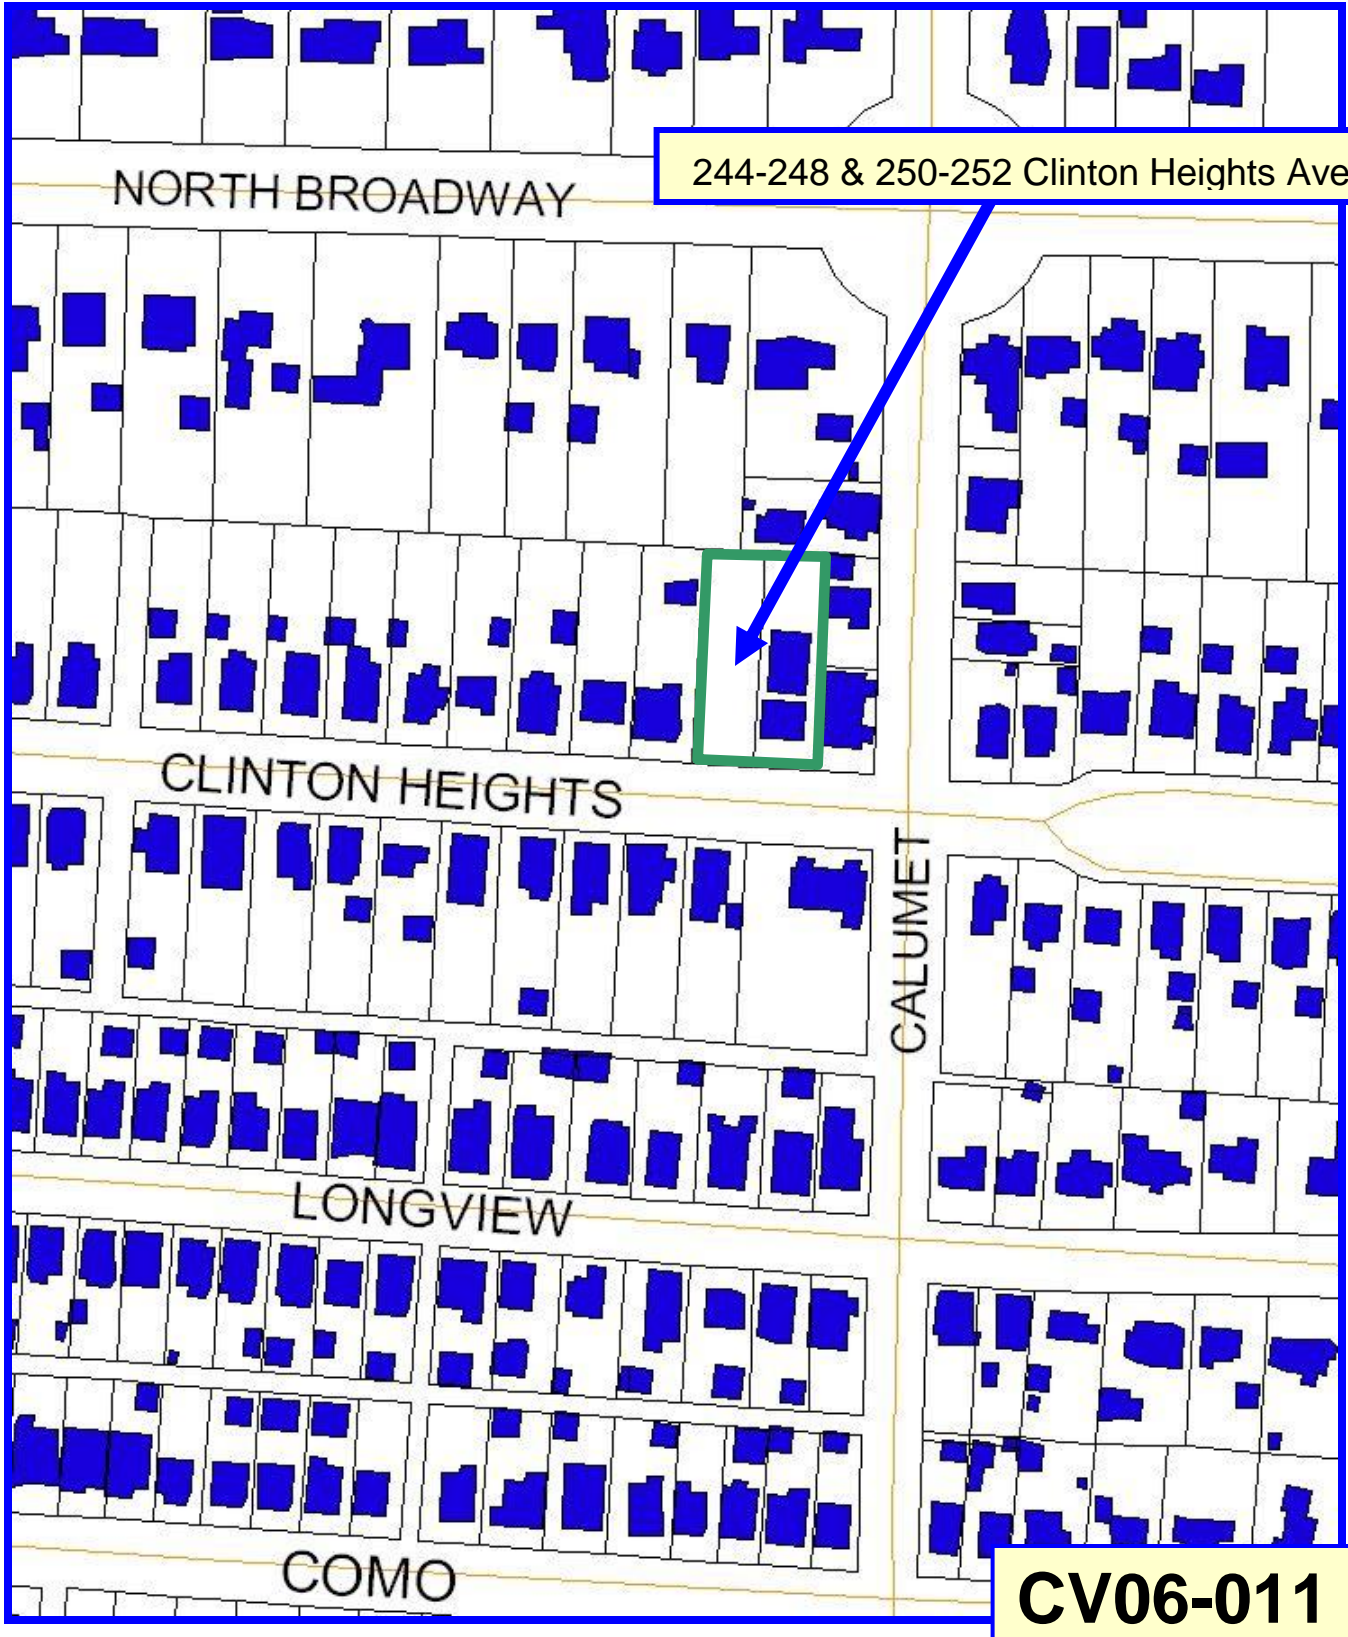 244-248 & 250-252 Clinton Heights Ave
NORTH BROADWAY
CLINTON HEIGHTS
CALUMET
LONGVIEW
COMO
CV06-011